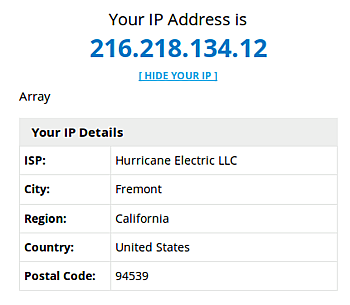 Your IP Address is
216.218.134.12
[ HIDE YOUR IP ]
Array
Your IP Details
ISP: Hurricane Electric LLC
City: Fremont
Region: California
Country: United States
Postal Code: 94539